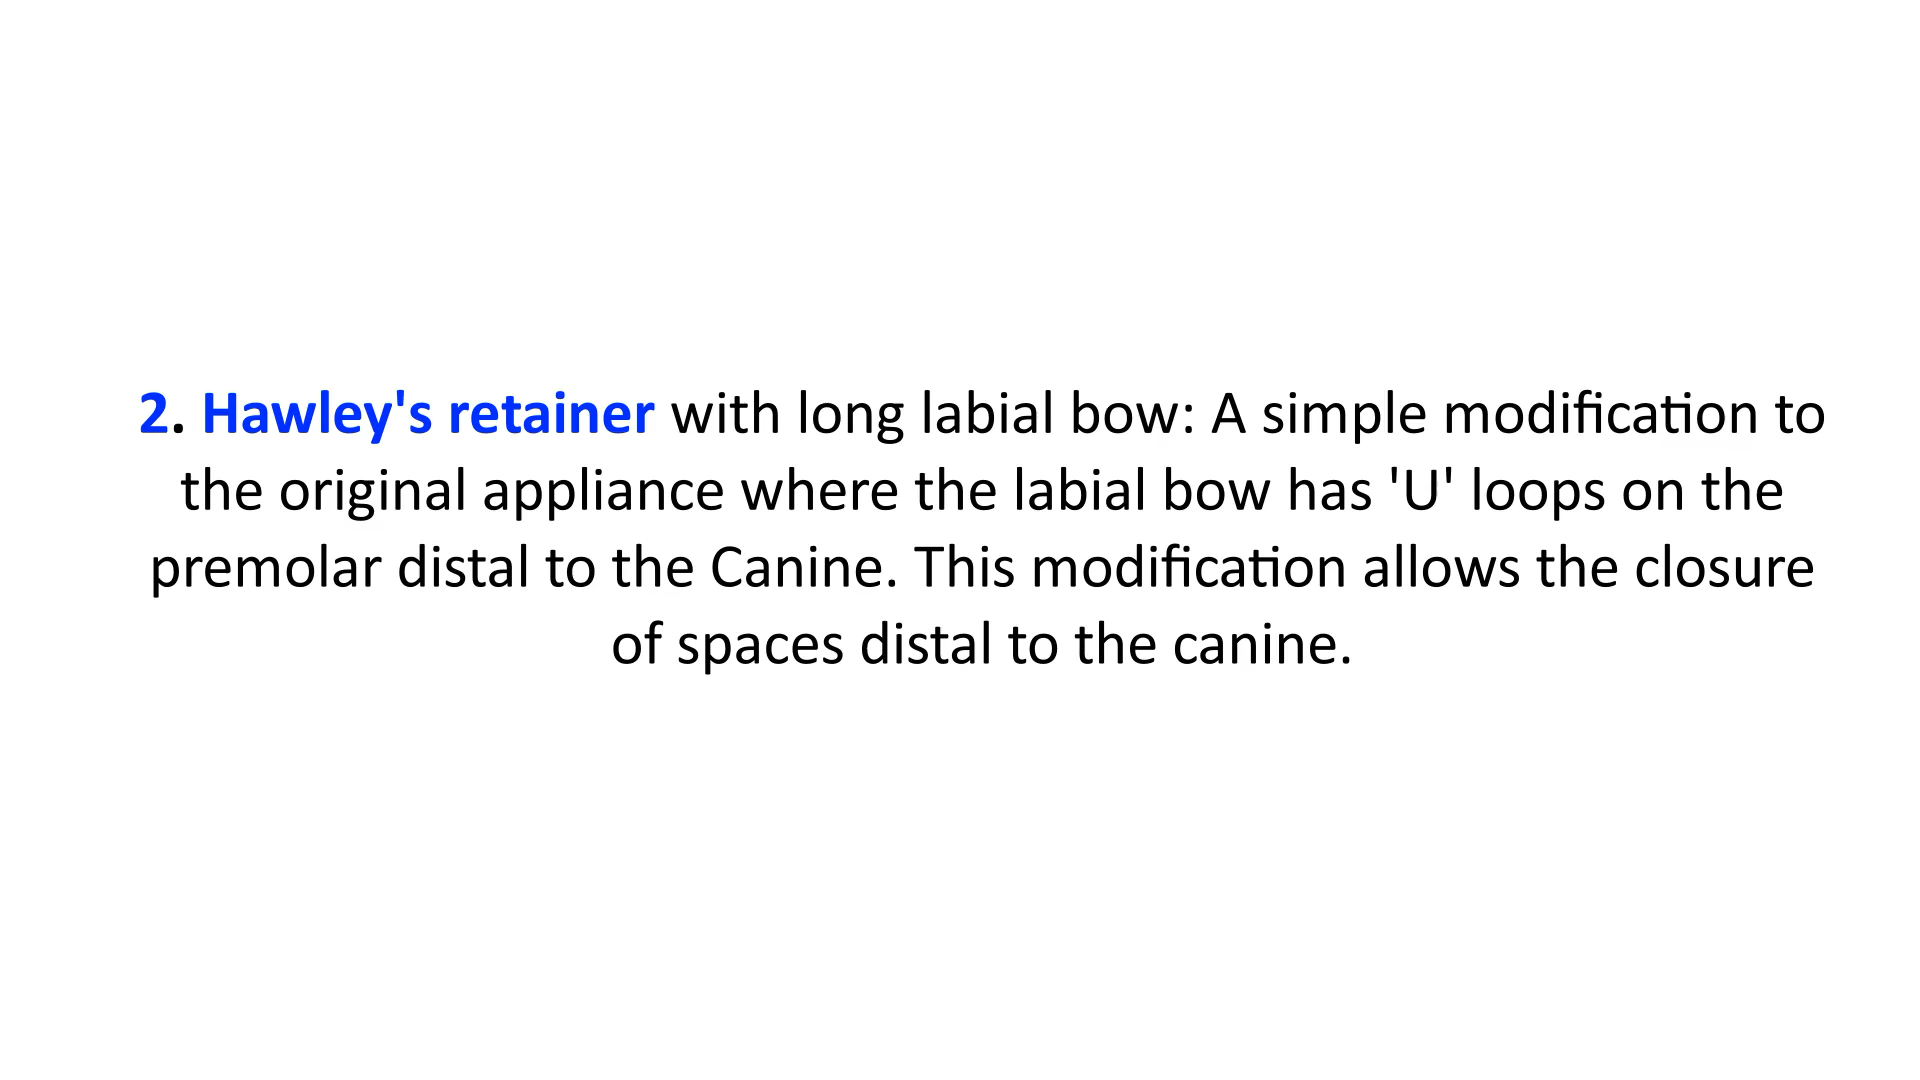 2. Hawley's retainer with long labial bow: A simple modification to
the original appliance where the labial bow has 'U' loops on the
premolar distal to the Canine. This modification allows the closure
of spaces distal to the canine.